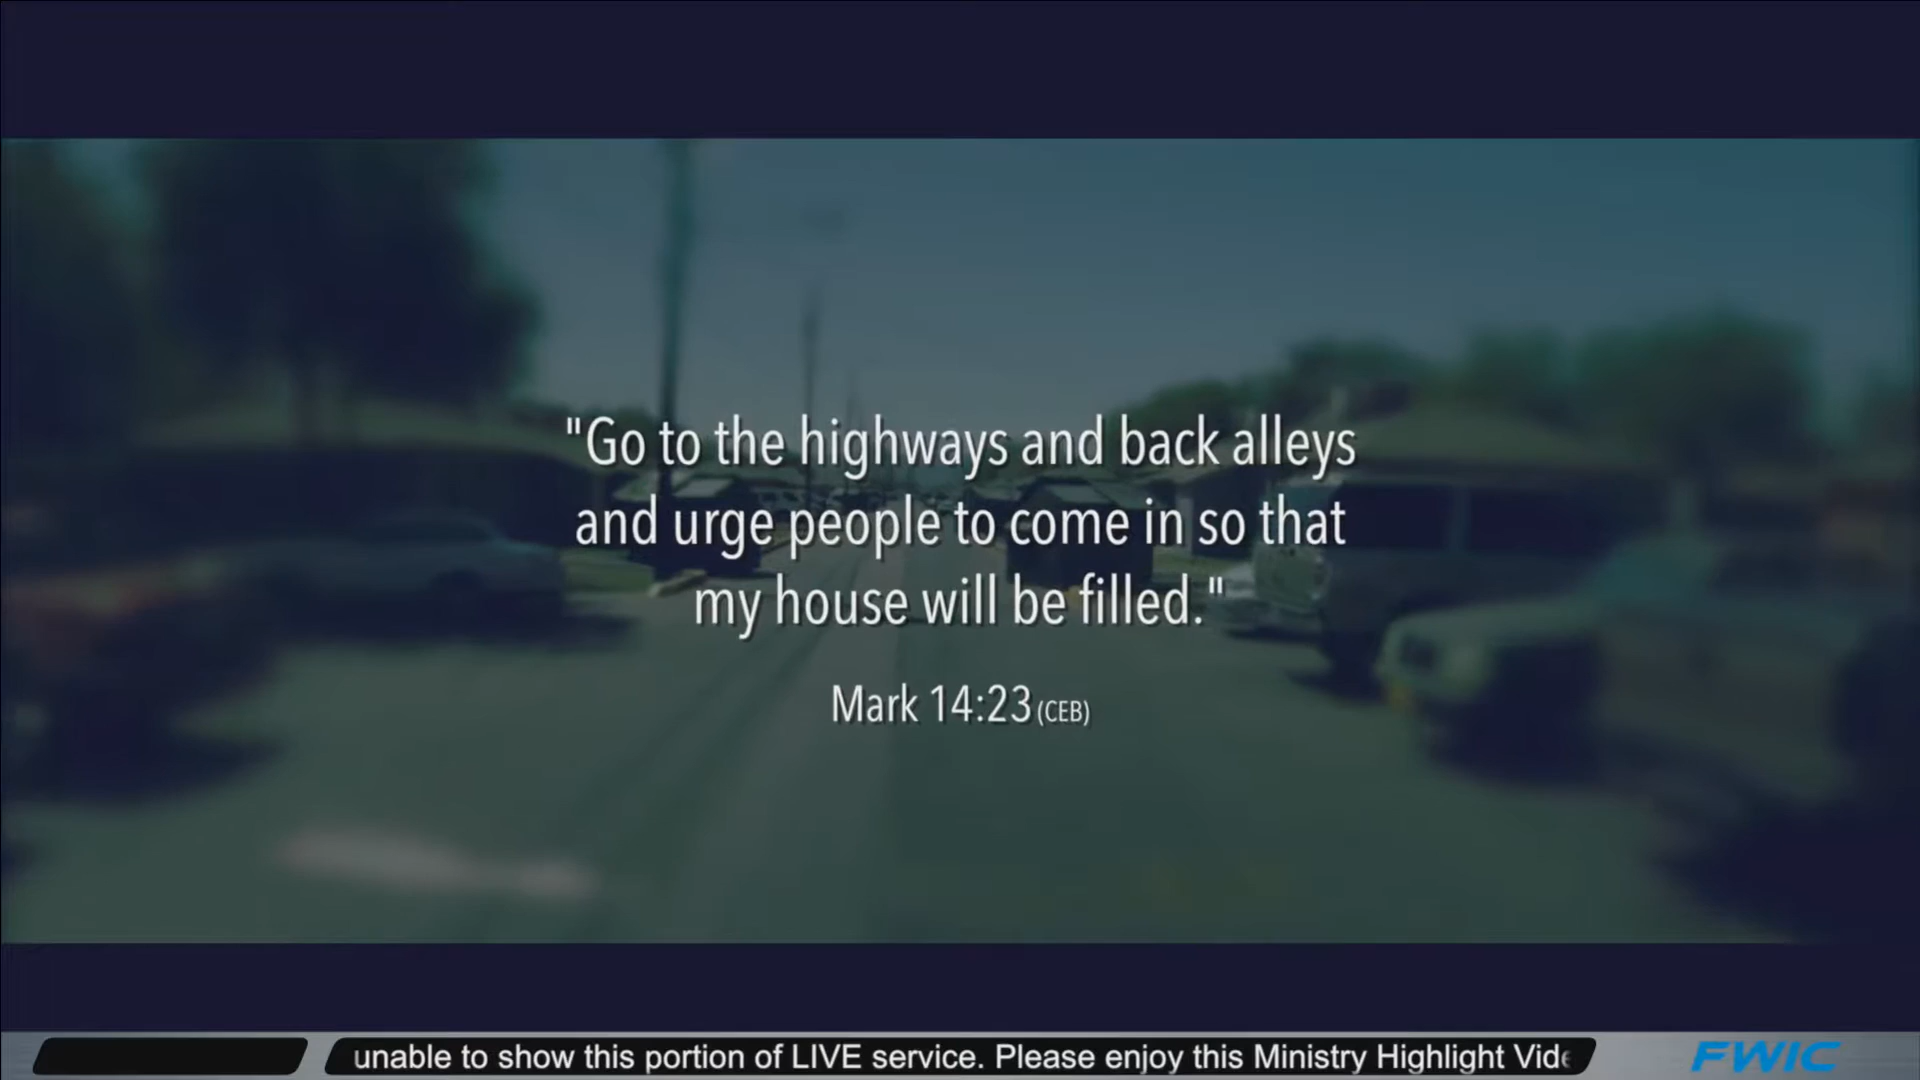 "Go to the highways and back alleys
and urge people to come in so that
my house will be filled."
Mark 14:23 (CEB)
unable to show this portion of LIVE service. Please enjoy this Ministry Highlight Vide
FWIC